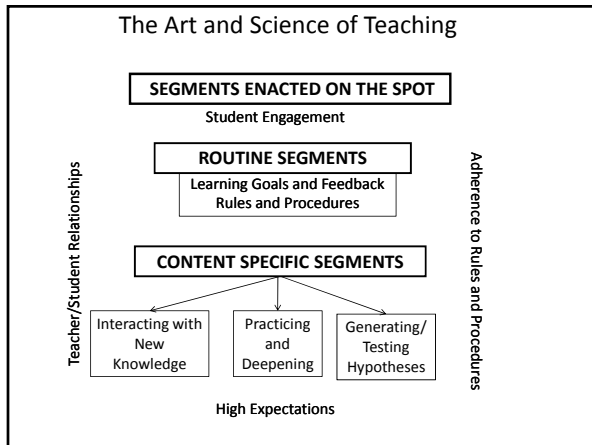 The Art and Science of Teaching
SEGMENTS ENACTED ON THE SPOT
Student Engagement
ROUTINE SEGMENTS
Learning Goals and Feedback
Rules and Procedures
Teacher/Student Relationships
Adherence to Rules and Procedures
CONTENT SPECIFIC SEGMENTS
Interacting with
New
Knowledge
Practicing
and
Deepening
Generating/
Testing
Hypotheses
High Expectations